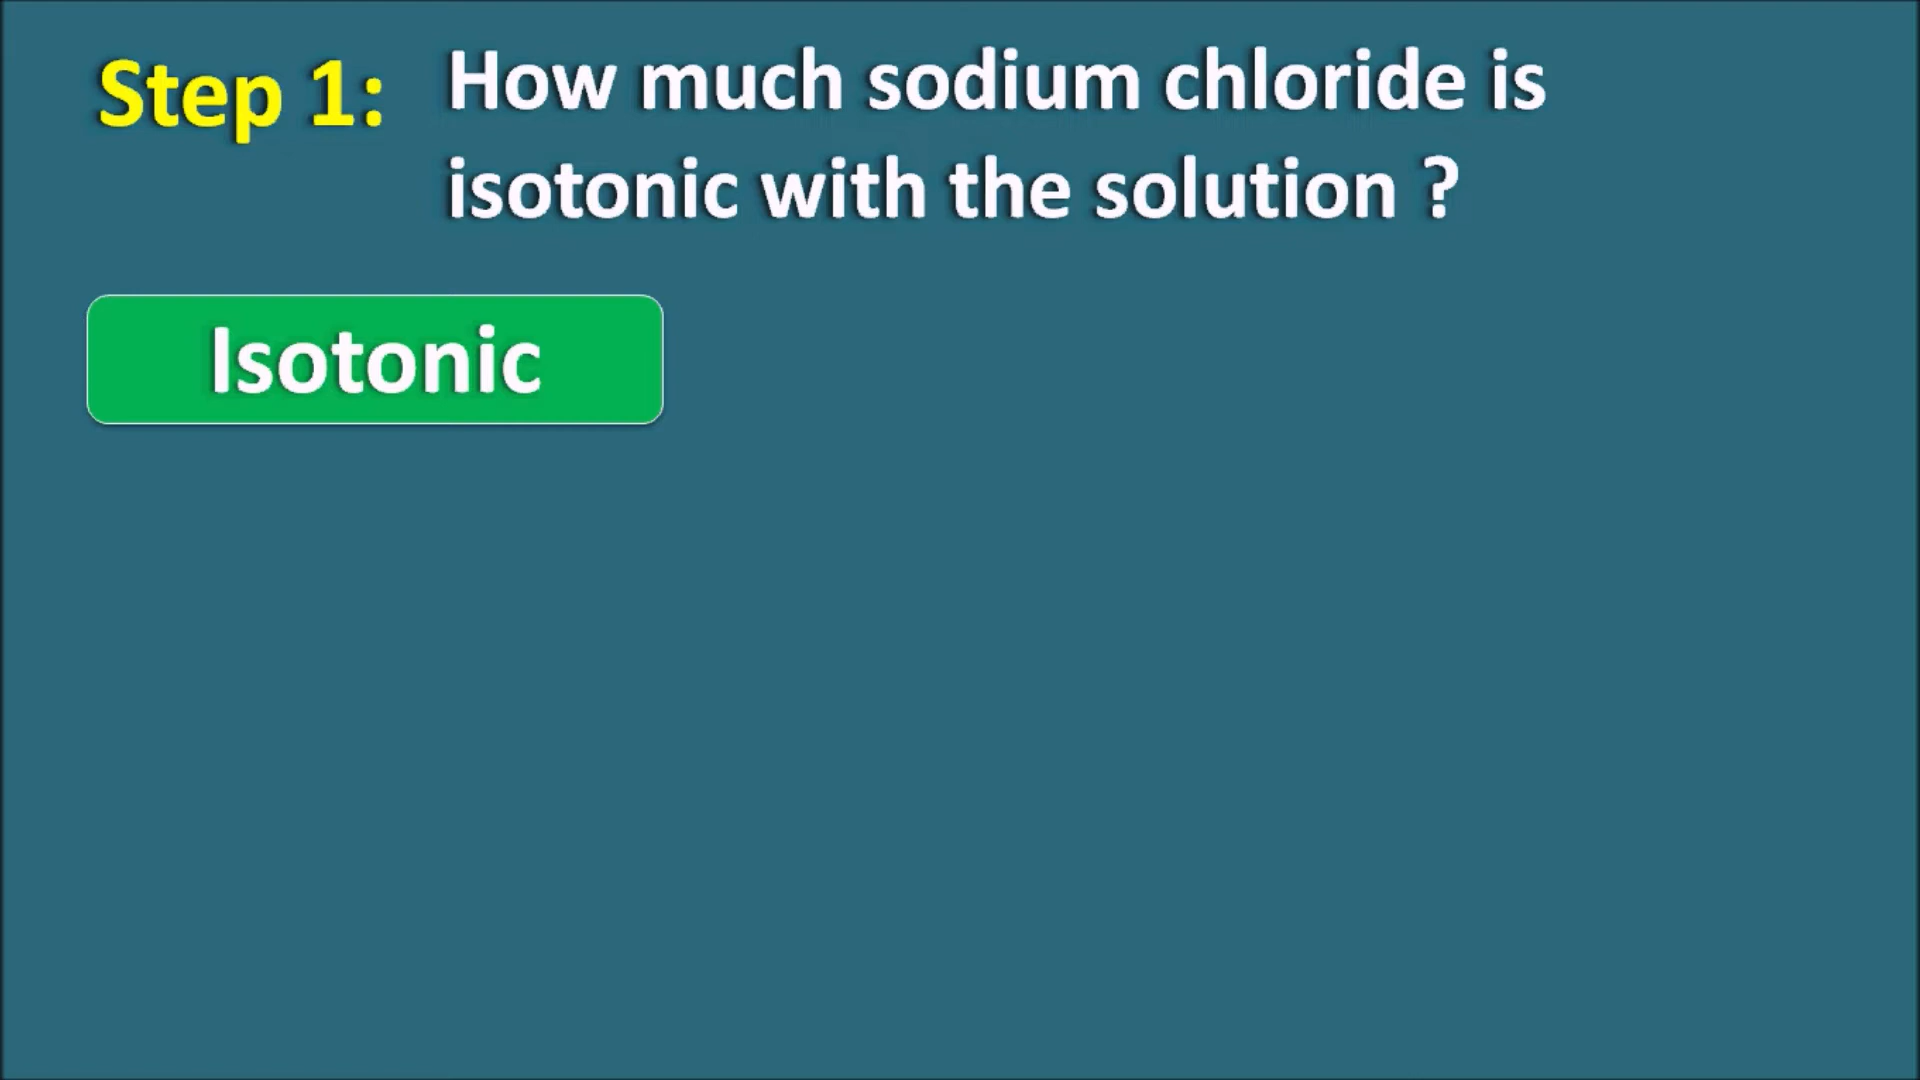 Step 1: How much sodium chloride is
isotonic with the solution ?
Isotonic